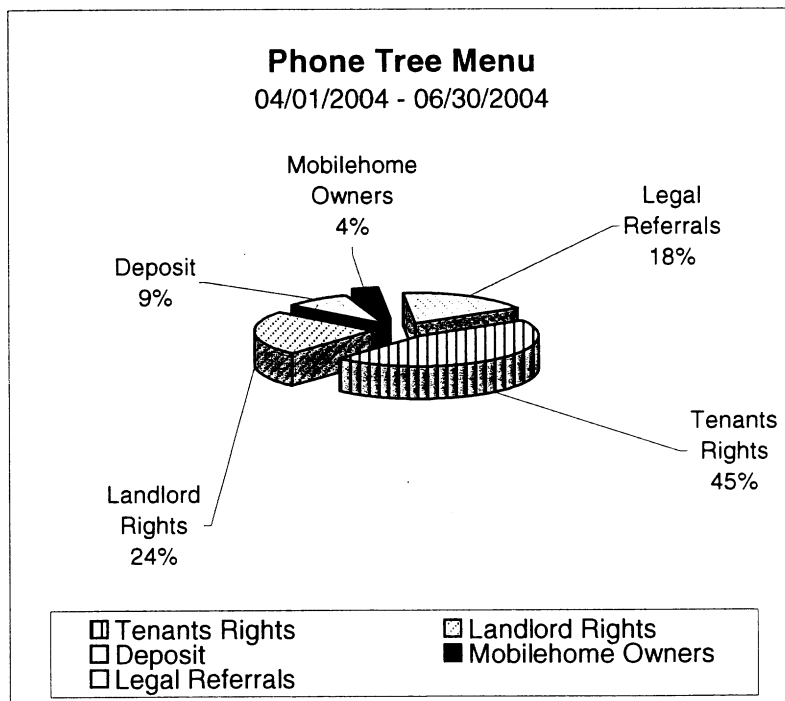 Phone Tree Menu
04/01/2004 - 06/30/2004
Mobilehome
Owners
4%
Legal
Referrals
18%
Deposit
9%
Tenants
Rights
45%
Landlord
Rights
24%
Tenants Rights
Landlord Rights
Deposit
Mobilehome Owners
Legal Referrals